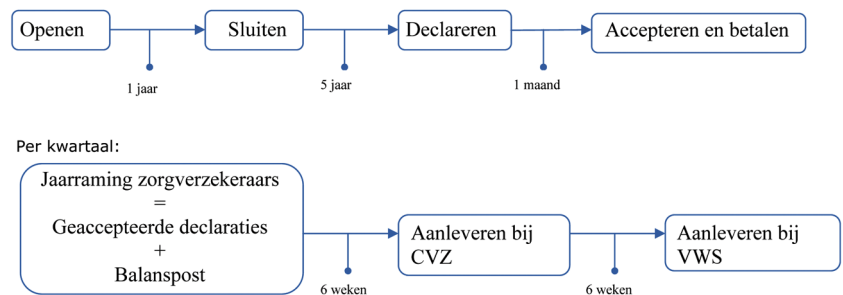 Openen
Sluiten
Declareren
Accepteren en betalen
1 jaar
5 jaar
1 maand
Per kwartaal:
Jaarraming zorgverzekeraars
=
Geaccepteerde declaraties
+
Balanspost
Aanleveren bij
CVZ
Aanleveren bij
VWS
6 weken
6 weken